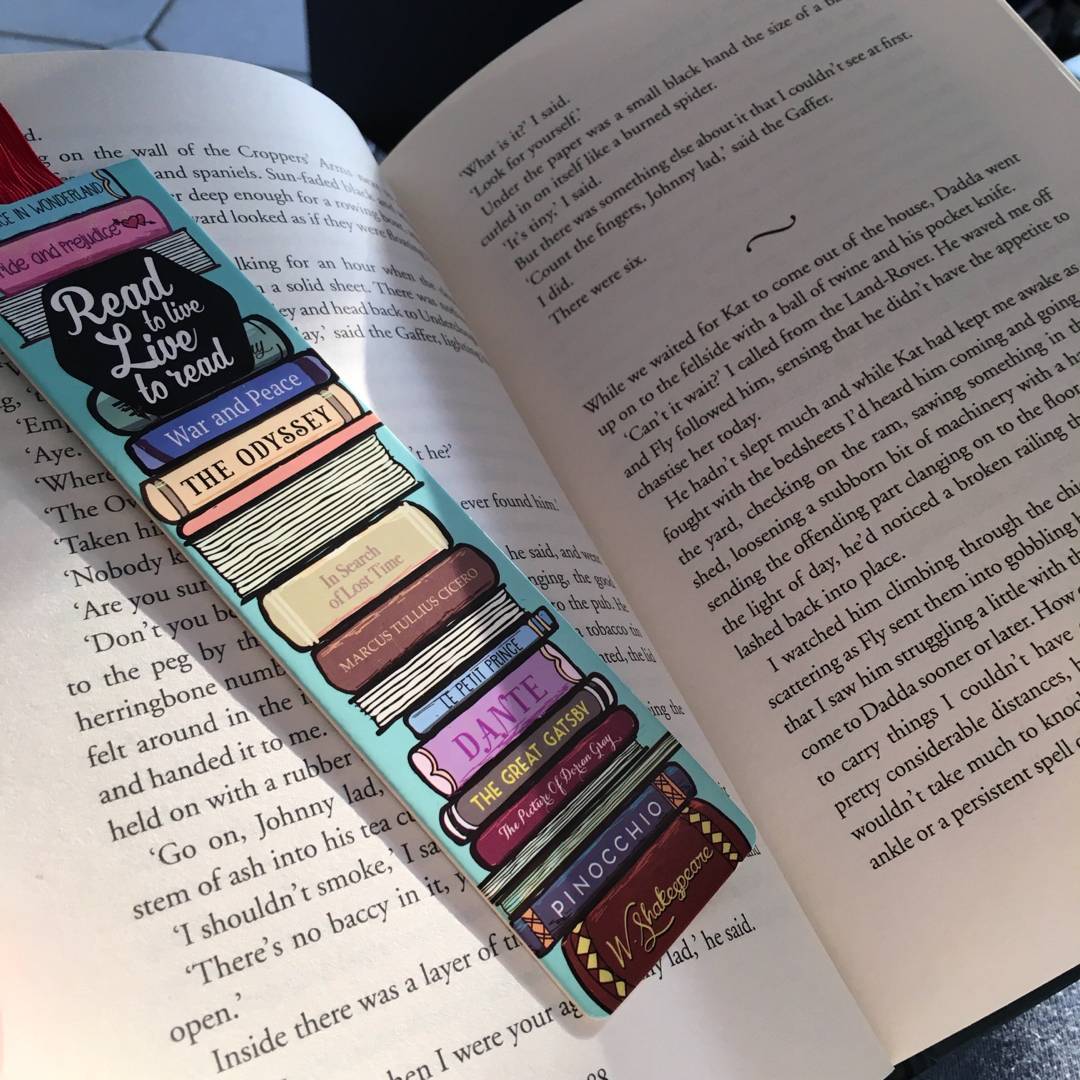 d.
g on the wall of the Croppers' Arms
and spaniels. Sun-faded
er deep enough for a rowing
ward looked as if they were
lking for an hour when the
n a solid sheet. There was
ey and head back to
ay,' said the Gaffer,
'Aye.
t he?'
'Where
'The
ever found him.'
'Taken
'Nobody
he said, and
'Are you
the good
'Don't you
to the pub. He
to the peg by
tobacco
herringbone
the lid
felt around in the
and handed it to me.
the
held on with a rubber
'Go on, Johnny lad,
stem of ash into his tea
'I shouldn't smoke,' I
'There's no baccy in it,
open.'
Inside there was a layer of
my lad,' he said.
when I were your
ALICE IN WONDERLAND
Pride and Prejudice
Read
to live
Live
to read
War and Peace
THE ODYSSEY
In Search
of Lost Time
MARCUS TULLIUS CICERO
LE PETIT PRINCE
DANTE
THE GREAT GATSBY
The Picture Of Dorian Gray
PINOCCHIO
W. Shakespeare
'What is it?' I said.
'Look for yourself.'
Under the paper was a small black hand the size of a
curled in on itself like a burned spider.
'It's tiny,' I said.
But there was something else about it that I couldn't see at first.
'Count the fingers, Johnny lad,' said the Gaffer.
I did.
There were six.
While we waited for Kat to come out of the house, Dadda went
up on to the fellside with a ball of twine and his pocket knife.
'Can't it wait?' I called from the Land-Rover. He waved me off
and Fly followed him, sensing that he didn't have the appetite to
chastise her today.
He hadn't slept much and while Kat had kept me awake as
fought with the bedsheets I'd heard him coming and going
the yard, checking on the ram, sawing something in the
shed, loosening a stubborn bit of machinery with a
sending the offending part clanging on to the floor
the light of day, he'd noticed a broken railing
lashed back into place.
I watched him climbing through the
scattering as Fly sent them into gobbling
that I saw him struggling a little with
come to Dadda sooner or later. How
to carry things I couldn't have
pretty considerable distances,
wouldn't take much to
ankle or a persistent spell